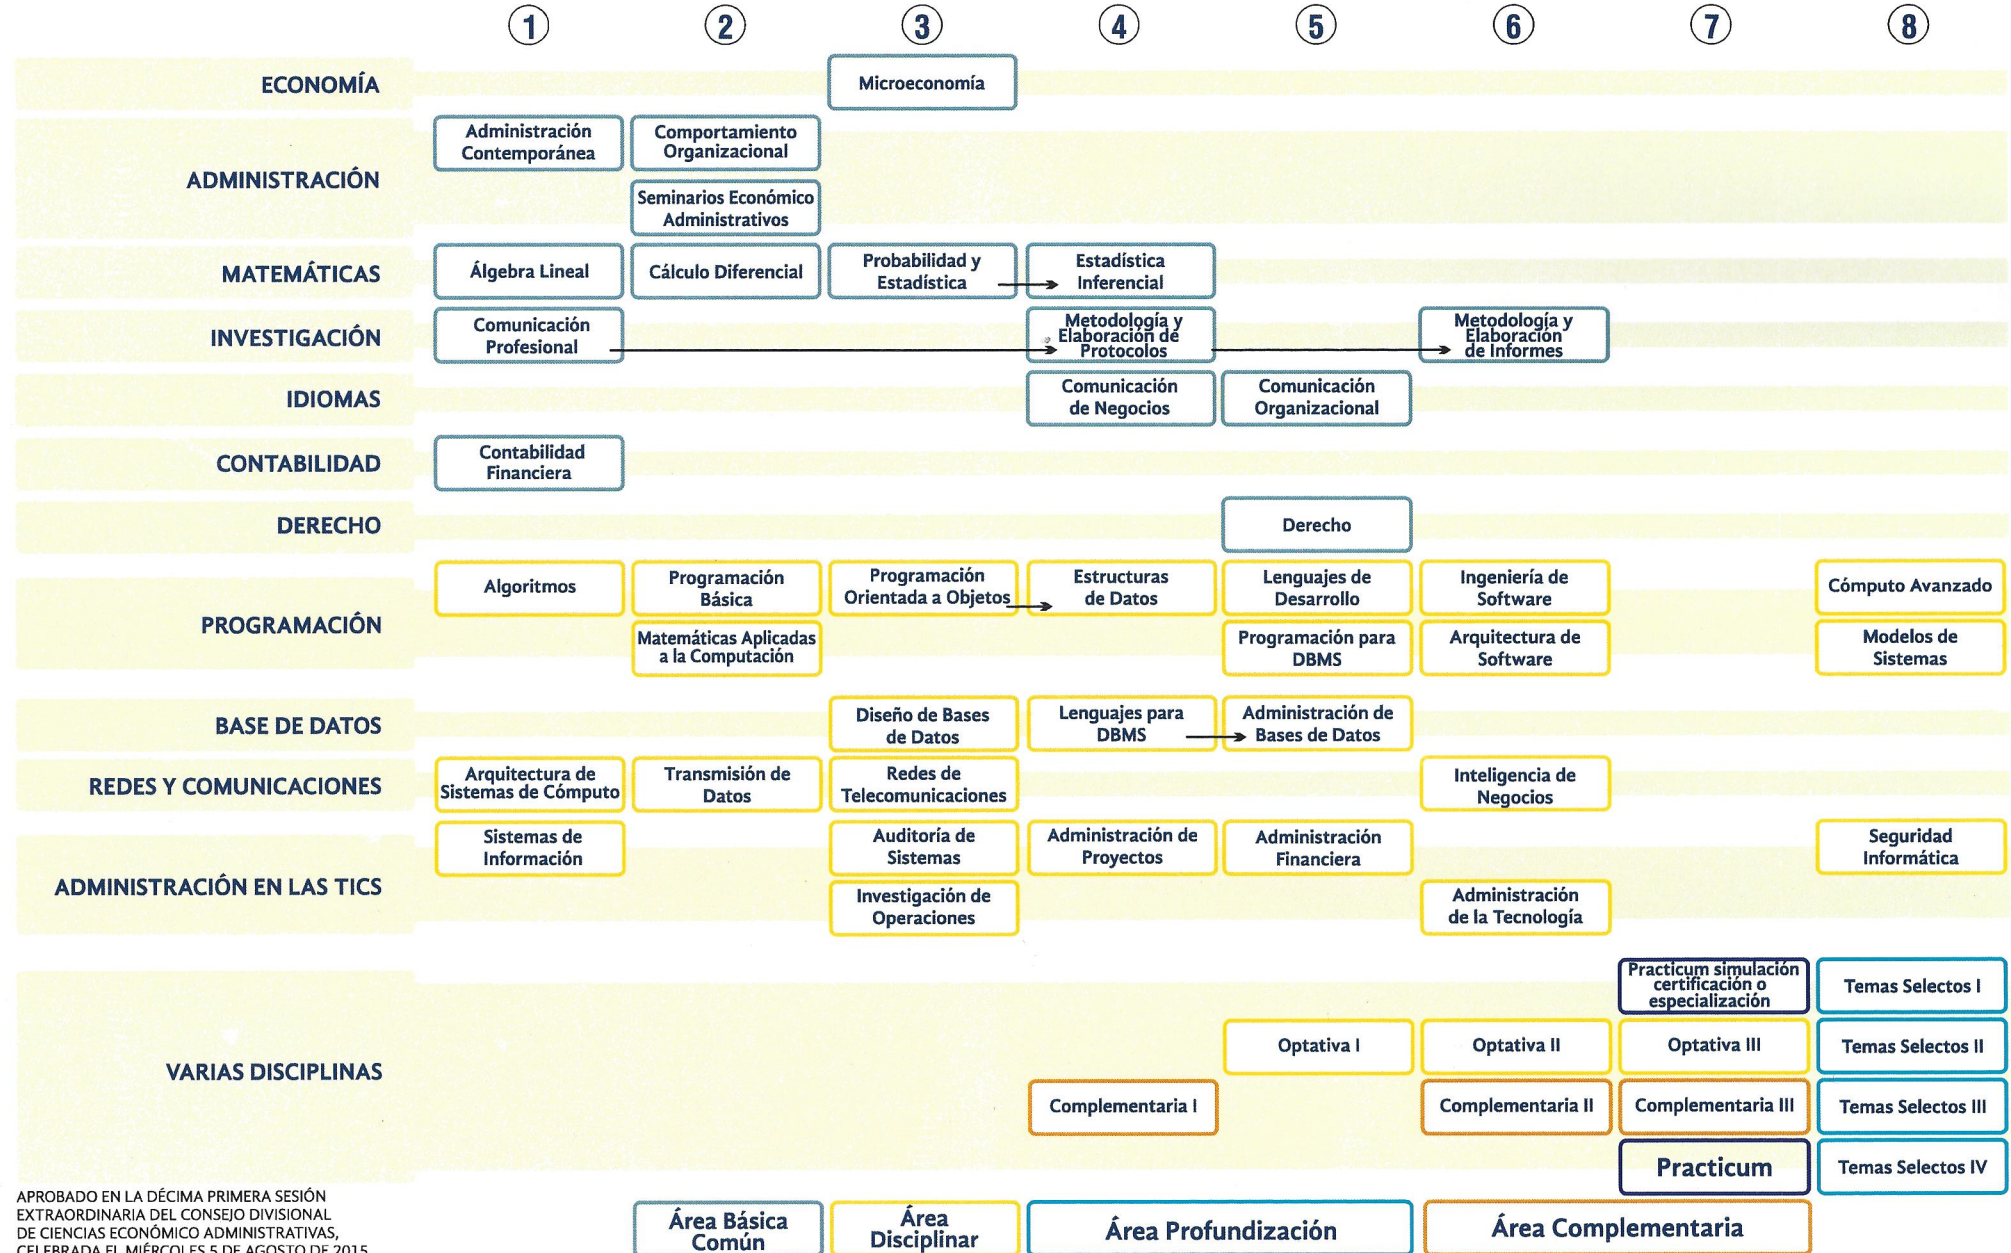 1 2 3 4 5 6 7 8
ECONOMÍA
Microeconomía
ADMINISTRACIÓN
Administración
Contemporánea
Comportamiento
Organizacional
Seminarios Económico
Administrativos
MATEMÁTICAS
Álgebra Lineal
Cálculo Diferencial
Probabilidad y
Estadística
Estadística
Inferencial
INVESTIGACIÓN
Comunicación
Profesional
Metodología y
Elaboración de
Protocolos
Metodología y
Elaboración
de Informes
IDIOMAS
Comunicación
de Negocios
Comunicación
Organizacional
CONTABILIDAD
Contabilidad
Financiera
DERECHO
Derecho
PROGRAMACIÓN
Algoritmos
Programación
Básica
Programación
Orientada a Objetos
Estructuras
de Datos
Lenguajes de
Desarrollo
Ingeniería de
Software
Cómputo Avanzado
Matemáticas Aplicadas
a la Computación
Programación para
DBMS
Arquitectura de
Software
Modelos de
Sistemas
BASE DE DATOS
Diseño de Bases
de Datos
Lenguajes para
DBMS
Administración de
Bases de Datos
REDES Y COMUNICACIONES
Arquitectura de
Sistemas de Cómputo
Transmisión de
Datos
Redes de
Telecomunicaciones
Inteligencia de
Negocios
ADMINISTRACIÓN EN LAS TICS
Sistemas de
Información
Auditoría de
Sistemas
Administración de
Proyectos
Administración
Financiera
Seguridad
Informática
Investigación de
Operaciones
Administración
de la Tecnología
VARIAS DISCIPLINAS
Practicum simulación
certificación o
especialización
Temas Selectos I
Optativa I
Optativa II
Optativa III
Temas Selectos II
Complementaria I
Complementaria II
Complementaria III
Temas Selectos III
Practicum
Temas Selectos IV
APROBADO EN LA DÉCIMA PRIMERA SESIÓN
EXTRAORDINARIA DEL CONSEJO DIVISIONAL
DE CIENCIAS ECONÓMICO ADMINISTRATIVAS,
CELEBRADA EL MIÉRCOLES 5 DE AGOSTO DE 2015
Área Básica
Común
Área
Disciplinar
Área Profundización
Área Complementaria